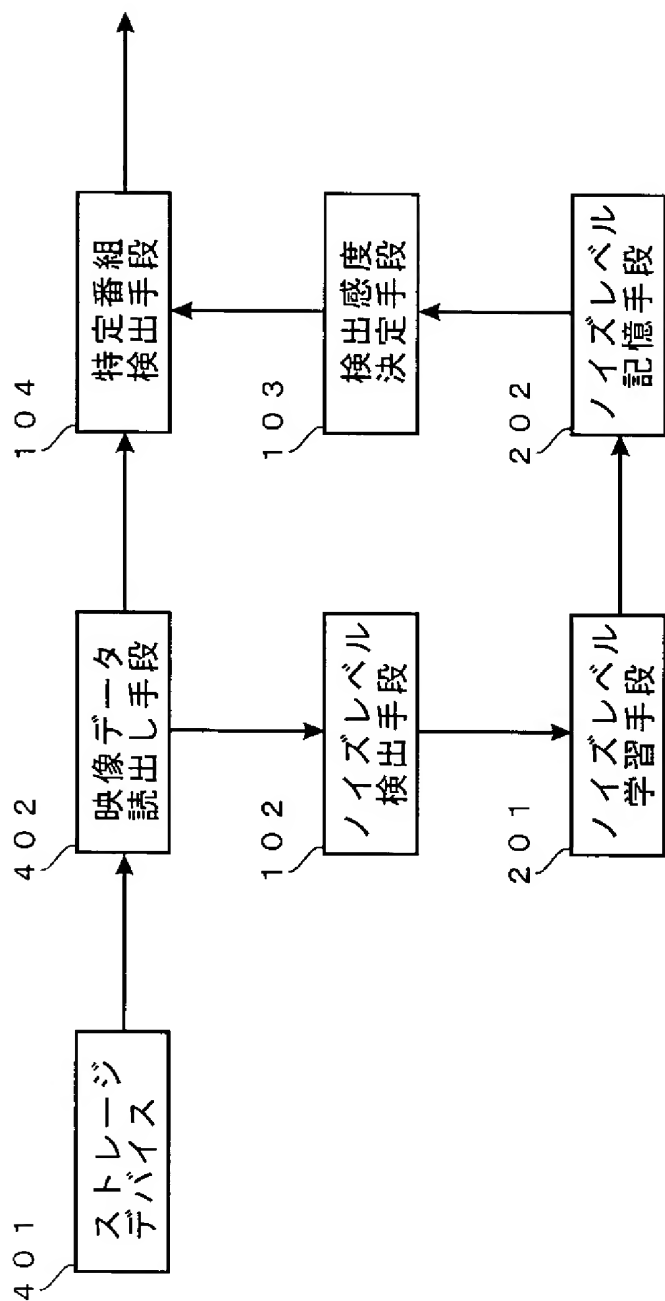 401
ストレージ
デバイス
402
映像データ
読出し手段
104
特定番組
検出手段
102
ノイズレベル
検出手段
103
検出感度
決定手段
201
ノイズレベル
学習手段
202
ノイズレベル
記憶手段